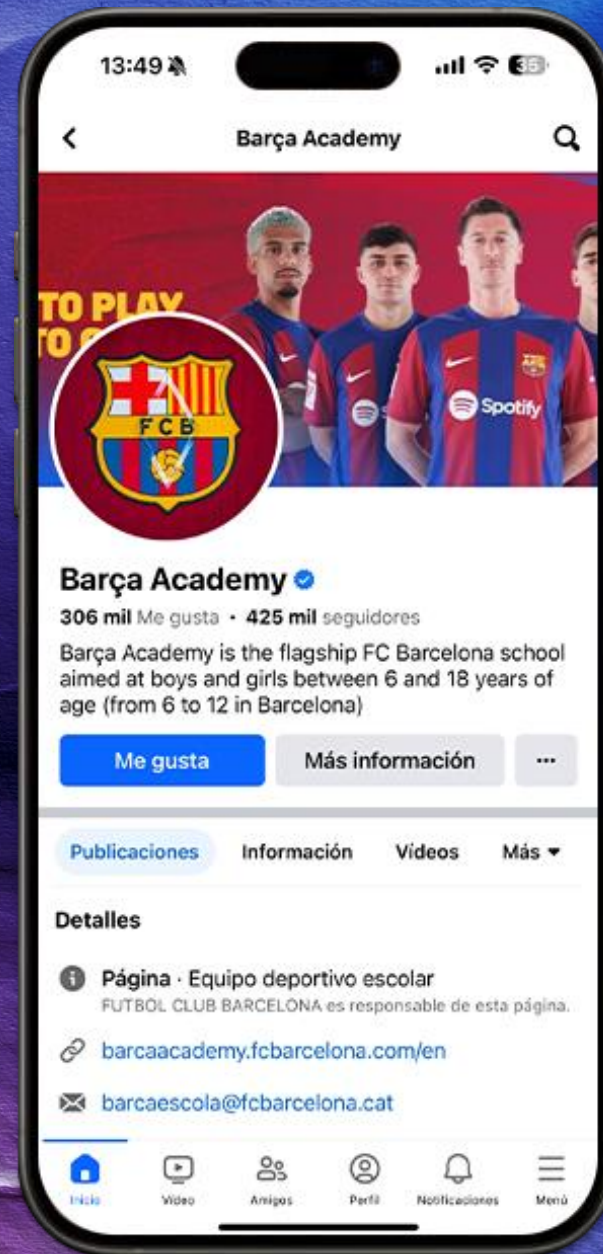 13:49
35
Barça Academy
TO PLAY
TO
FCB
Spotify
Barça Academy
306 mil Me gusta • 425 mil seguidores
Barça Academy is the flagship FC Barcelona school
aimed at boys and girls between 6 and 18 years of
age (from 6 to 12 in Barcelona)
Me gusta
Más información
...
Publicaciones Información Vídeos Más
Detalles
Página · Equipo deportivo escolar
FUTBOL CLUB BARCELONA es responsable de esta página.
barcaacademy.fcbarcelona.com/en
barcaescola@fcbarcelona.cat
Inicio Vídeo Amigos Perfil Notificaciones Menú